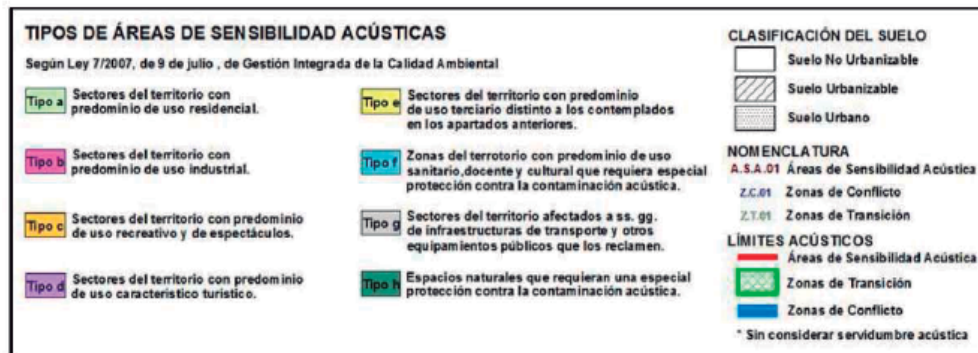 TIPOS DE ÁREAS DE SENSIBILIDAD ACÚSTICAS
Según Ley 7/2007, de 9 de julio , de Gestión Integrada de la Calidad Ambiental
Tipo a
Sectores del territorio con
predominio de uso residencial.
Tipo b
Sectores del territorio con
predominio de uso industrial.
Tipo c
Sectores del territorio con predominio
de uso recreativo y de espectáculos.
Tipo d
Sectores del territorio con predominio
de uso característico turístico.
Tipo e
Sectores del territorio con predominio
de uso terciario distinto a los contemplados
en los apartados anteriores.
Tipo f
Zonas del terrotorio con predominio de uso
sanitario,docente y cultural que requiera especial
protección contra la contaminación acústica.
Tipo g
Sectores del territorio afectados a ss. gg.
de infraestructuras de transporte y otros
equipamientos públicos que los reclamen.
Tipo h
Espacios naturales que requieran una especial
protección contra la contaminación acústica.
CLASIFICACIÓN DEL SUELO
Suelo No Urbanizable
Suelo Urbanizable
Suelo Urbano
NOMENCLATURA
A.S.A.01 Áreas de Sensibilidad Acústica
Z.C.01 Zonas de Conflicto
Z.T.01 Zonas de Transición
LÍMITES ACÚSTICOS
Áreas de Sensibilidad Acústica
Zonas de Transición
Zonas de Conflicto
* Sin considerar servidumbre acústica